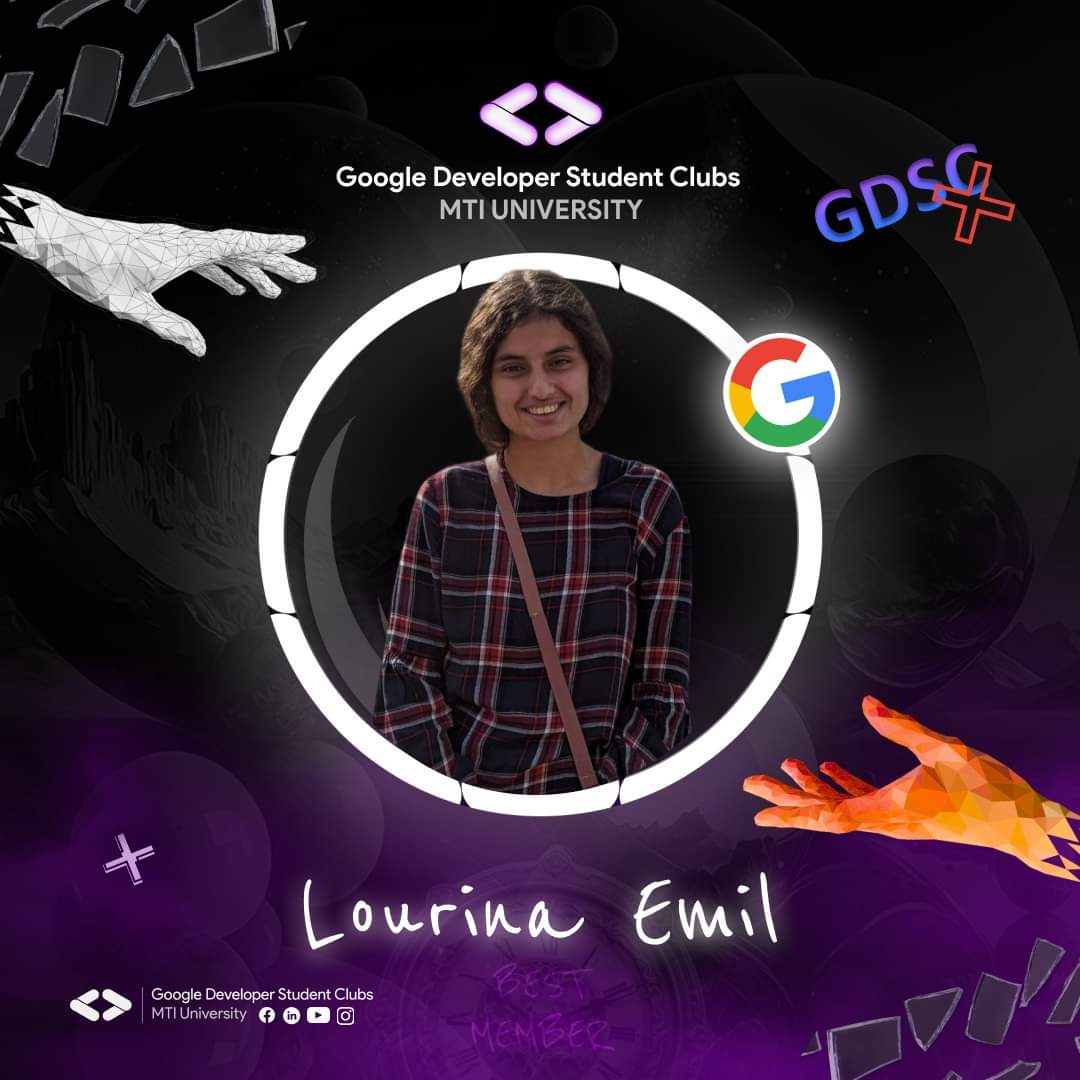 Google Developer Student Clubs
MTI UNIVERSITY
GDSC
G
Lourina Emil
BEST
MEMBER
Google Developer Student Clubs
MTI University